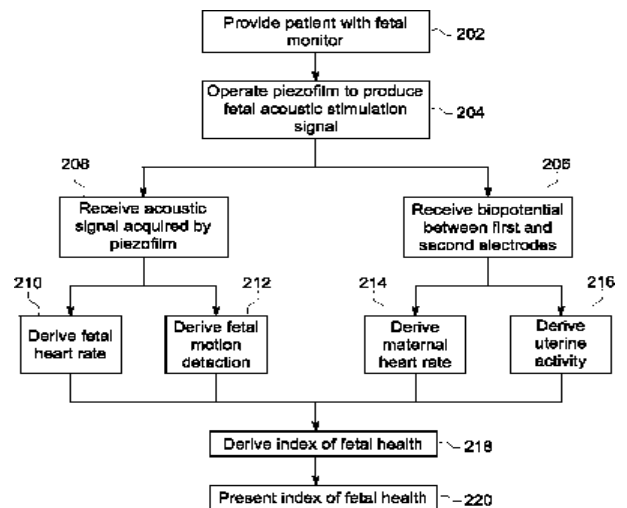 Provide patient with fetal
monitor
202
Operate piezofilm to produce
fetal acoustic stimulation
signal
204
208
206
Receive acoustic
signal acquired by
piezofilm
Receive biopotential
between first and
second electrodes
210
212
214
216
Derive fetal
heart rate
Derive fetal
motion
detection
Derive
maternal
heart rate
Derive
uterine
activity
Derive index of fetal health
218
Present index of fetal health
220